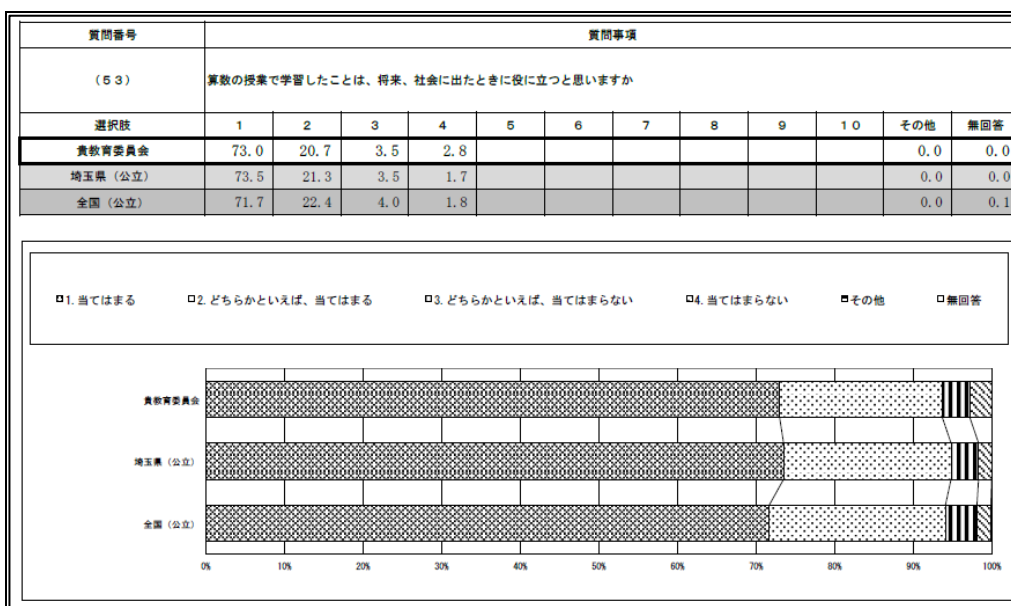 質問番号 質問事項
(53) 算数の授業で学習したことは、将来、社会に出たときに役に立つと思いますか
選択肢 1 2 3 4 5 6 7 8 9 10 その他 無回答
貴教育委員会 73.0 20.7 3.5 2.8 0.0 0.0
埼玉県(公立) 73.5 21.3 3.5 1.7 0.0 0.0
全国(公立) 71.7 22.4 4.0 1.8 0.0 0.1
1.当てはまる 2.どちらかといえば、当てはまる 3.どちらかといえば、当てはまらない 4.当てはまらない その他 無回答
貴教育委員会
埼玉県(公立)
全国(公立)
0% 10% 20% 30% 40% 50% 60% 70% 80% 90% 100%